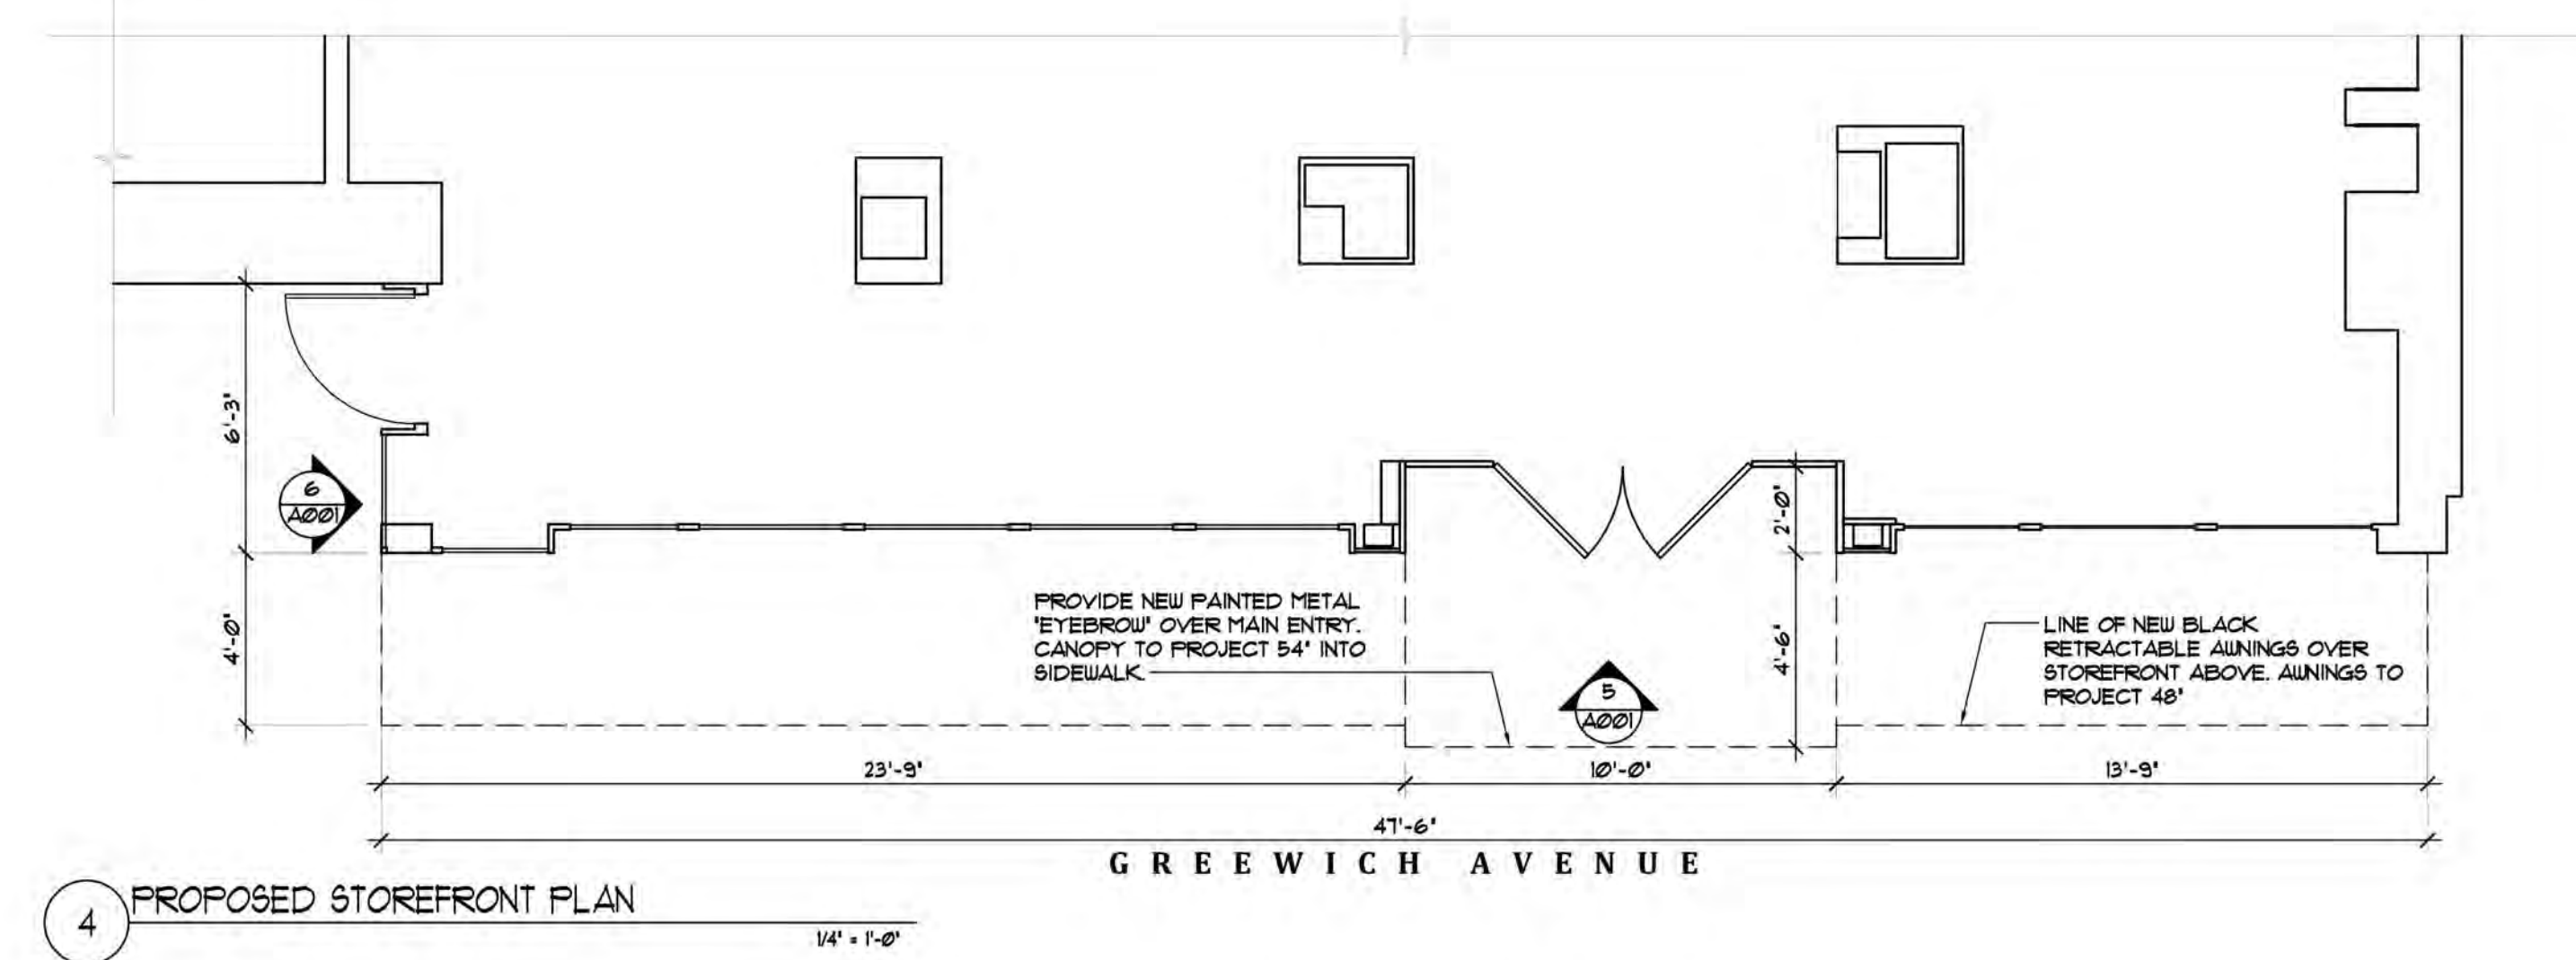 6'-3"
6
A001
2'-0"
PROVIDE NEW PAINTED METAL
"EYEBROW" OVER MAIN ENTRY.
CANOPY TO PROJECT 54" INTO
SIDEWALK.
4'-0"
4'-6"
5
A001
LINE OF NEW BLACK
RETRACTABLE AWNINGS OVER
STOREFRONT ABOVE. AWNINGS TO
PROJECT 48"
23'-9"
10'-0"
13'-9"
47'-6"
GREEWICH AVENUE
4
PROPOSED STOREFRONT PLAN
1/4" = 1'-0"